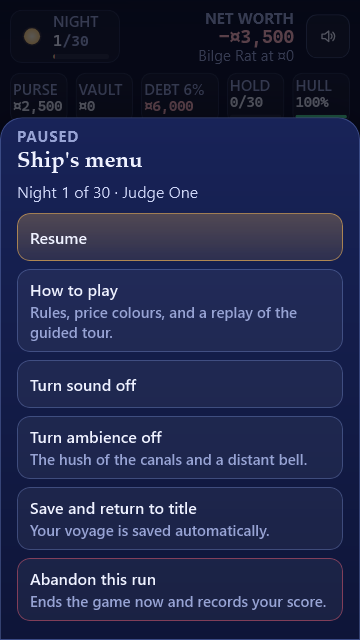 NIGHT
1/30
NET WORTH
−¤3,500
Bilge Rat at ¤0
PURSE
¤2,500
VAULT
¤0
DEBT 6%
¤6,000
HOLD
0/30
HULL
100%
PAUSED
Ship's menu
Night 1 of 30 · Judge One
Resume
How to play
Rules, price colours, and a replay of the
guided tour.
Turn sound off
Turn ambience off
The hush of the canals and a distant bell.
Save and return to title
Your voyage is saved automatically.
Abandon this run
Ends the game now and records your score.